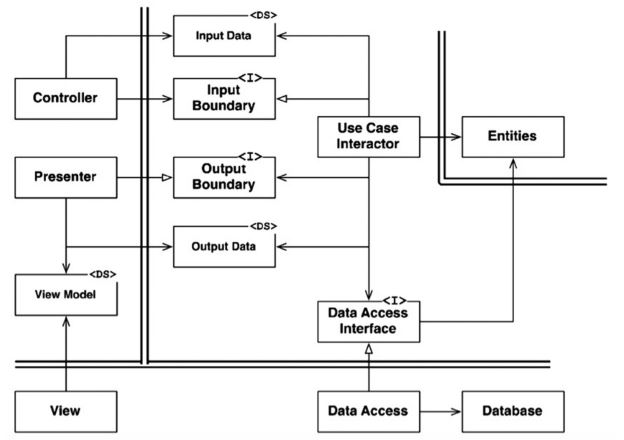 <DS>
Input Data
<I>
Input
Boundary
Controller
Use Case
Interactor
Entities
<I>
Output
Boundary
Presenter
<DS>
Output Data
<DS>
View Model
<I>
Data Access
Interface
View
Data Access
Database